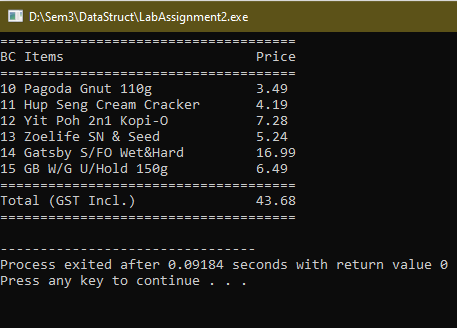 D:\Sem3\DataStruct\LabAssignment2.exe
=====================================
BC Items                        Price
=====================================
10 Pagoda Gnut 110g             3.49
11 Hup Seng Cream Cracker       4.19
12 Yit Poh 2n1 Kopi-O           7.28
13 Zoelife SN & Seed            5.24
14 Gatsby S/FO Wet&Hard         16.99
15 GB W/G U/Hold 150g           6.49
=====================================
Total (GST Incl.)               43.68
=====================================
--------------------------------
Process exited after 0.09184 seconds with return value 0
Press any key to continue . . .